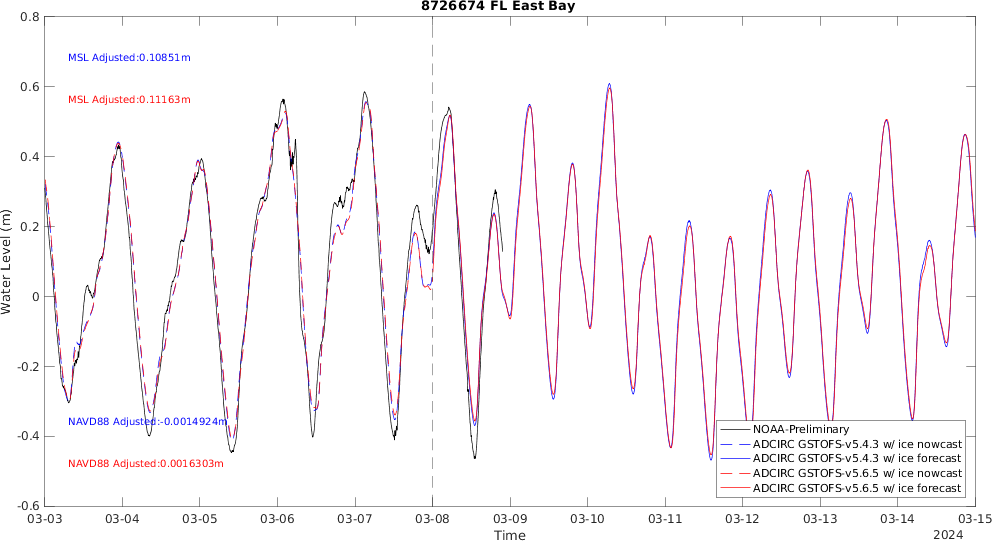 8726674 FL East Bay
0.8
0.6
0.4
0.2
0
-0.2
-0.4
-0.6
Water Level (m)
MSL Adjusted:0.10851m
MSL Adjusted:0.11163m
NAVD88 Adjusted:-0.0014924m
NAVD88 Adjusted:0.0016303m
NOAA-Preliminary
ADCIRC GSTOFS-v5.4.3 w/ ice nowcast
ADCIRC GSTOFS-v5.4.3 w/ ice forecast
ADCIRC GSTOFS-v5.6.5 w/ ice nowcast
ADCIRC GSTOFS-v5.6.5 w/ ice forecast
03-03 03-04 03-05 03-06 03-07 03-08 03-09 03-10 03-11 03-12 03-13 03-14 03-15
Time
2024